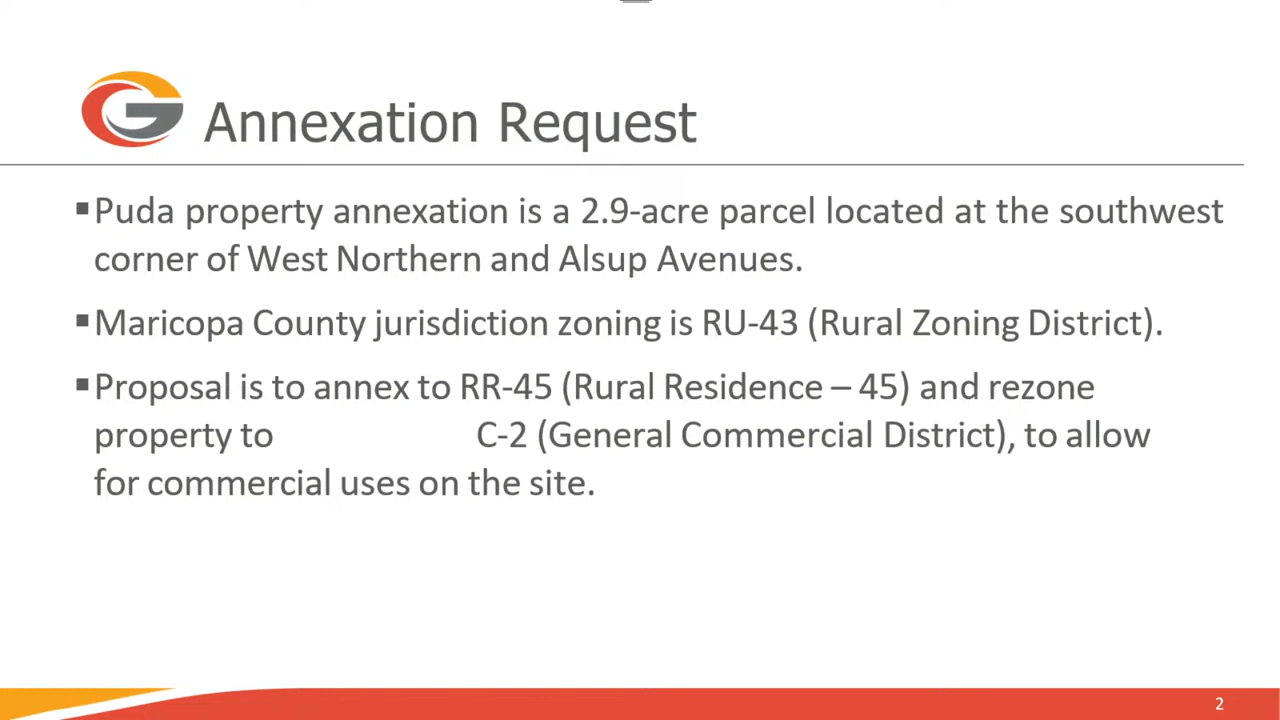 Annexation Request
▪Puda property annexation is a 2.9-acre parcel located at the southwest
corner of West Northern and Alsup Avenues.
▪Maricopa County jurisdiction zoning is RU-43 (Rural Zoning District).
▪Proposal is to annex to RR-45 (Rural Residence – 45) and rezone
property to C-2 (General Commercial District), to allow
for commercial uses on the site.
2